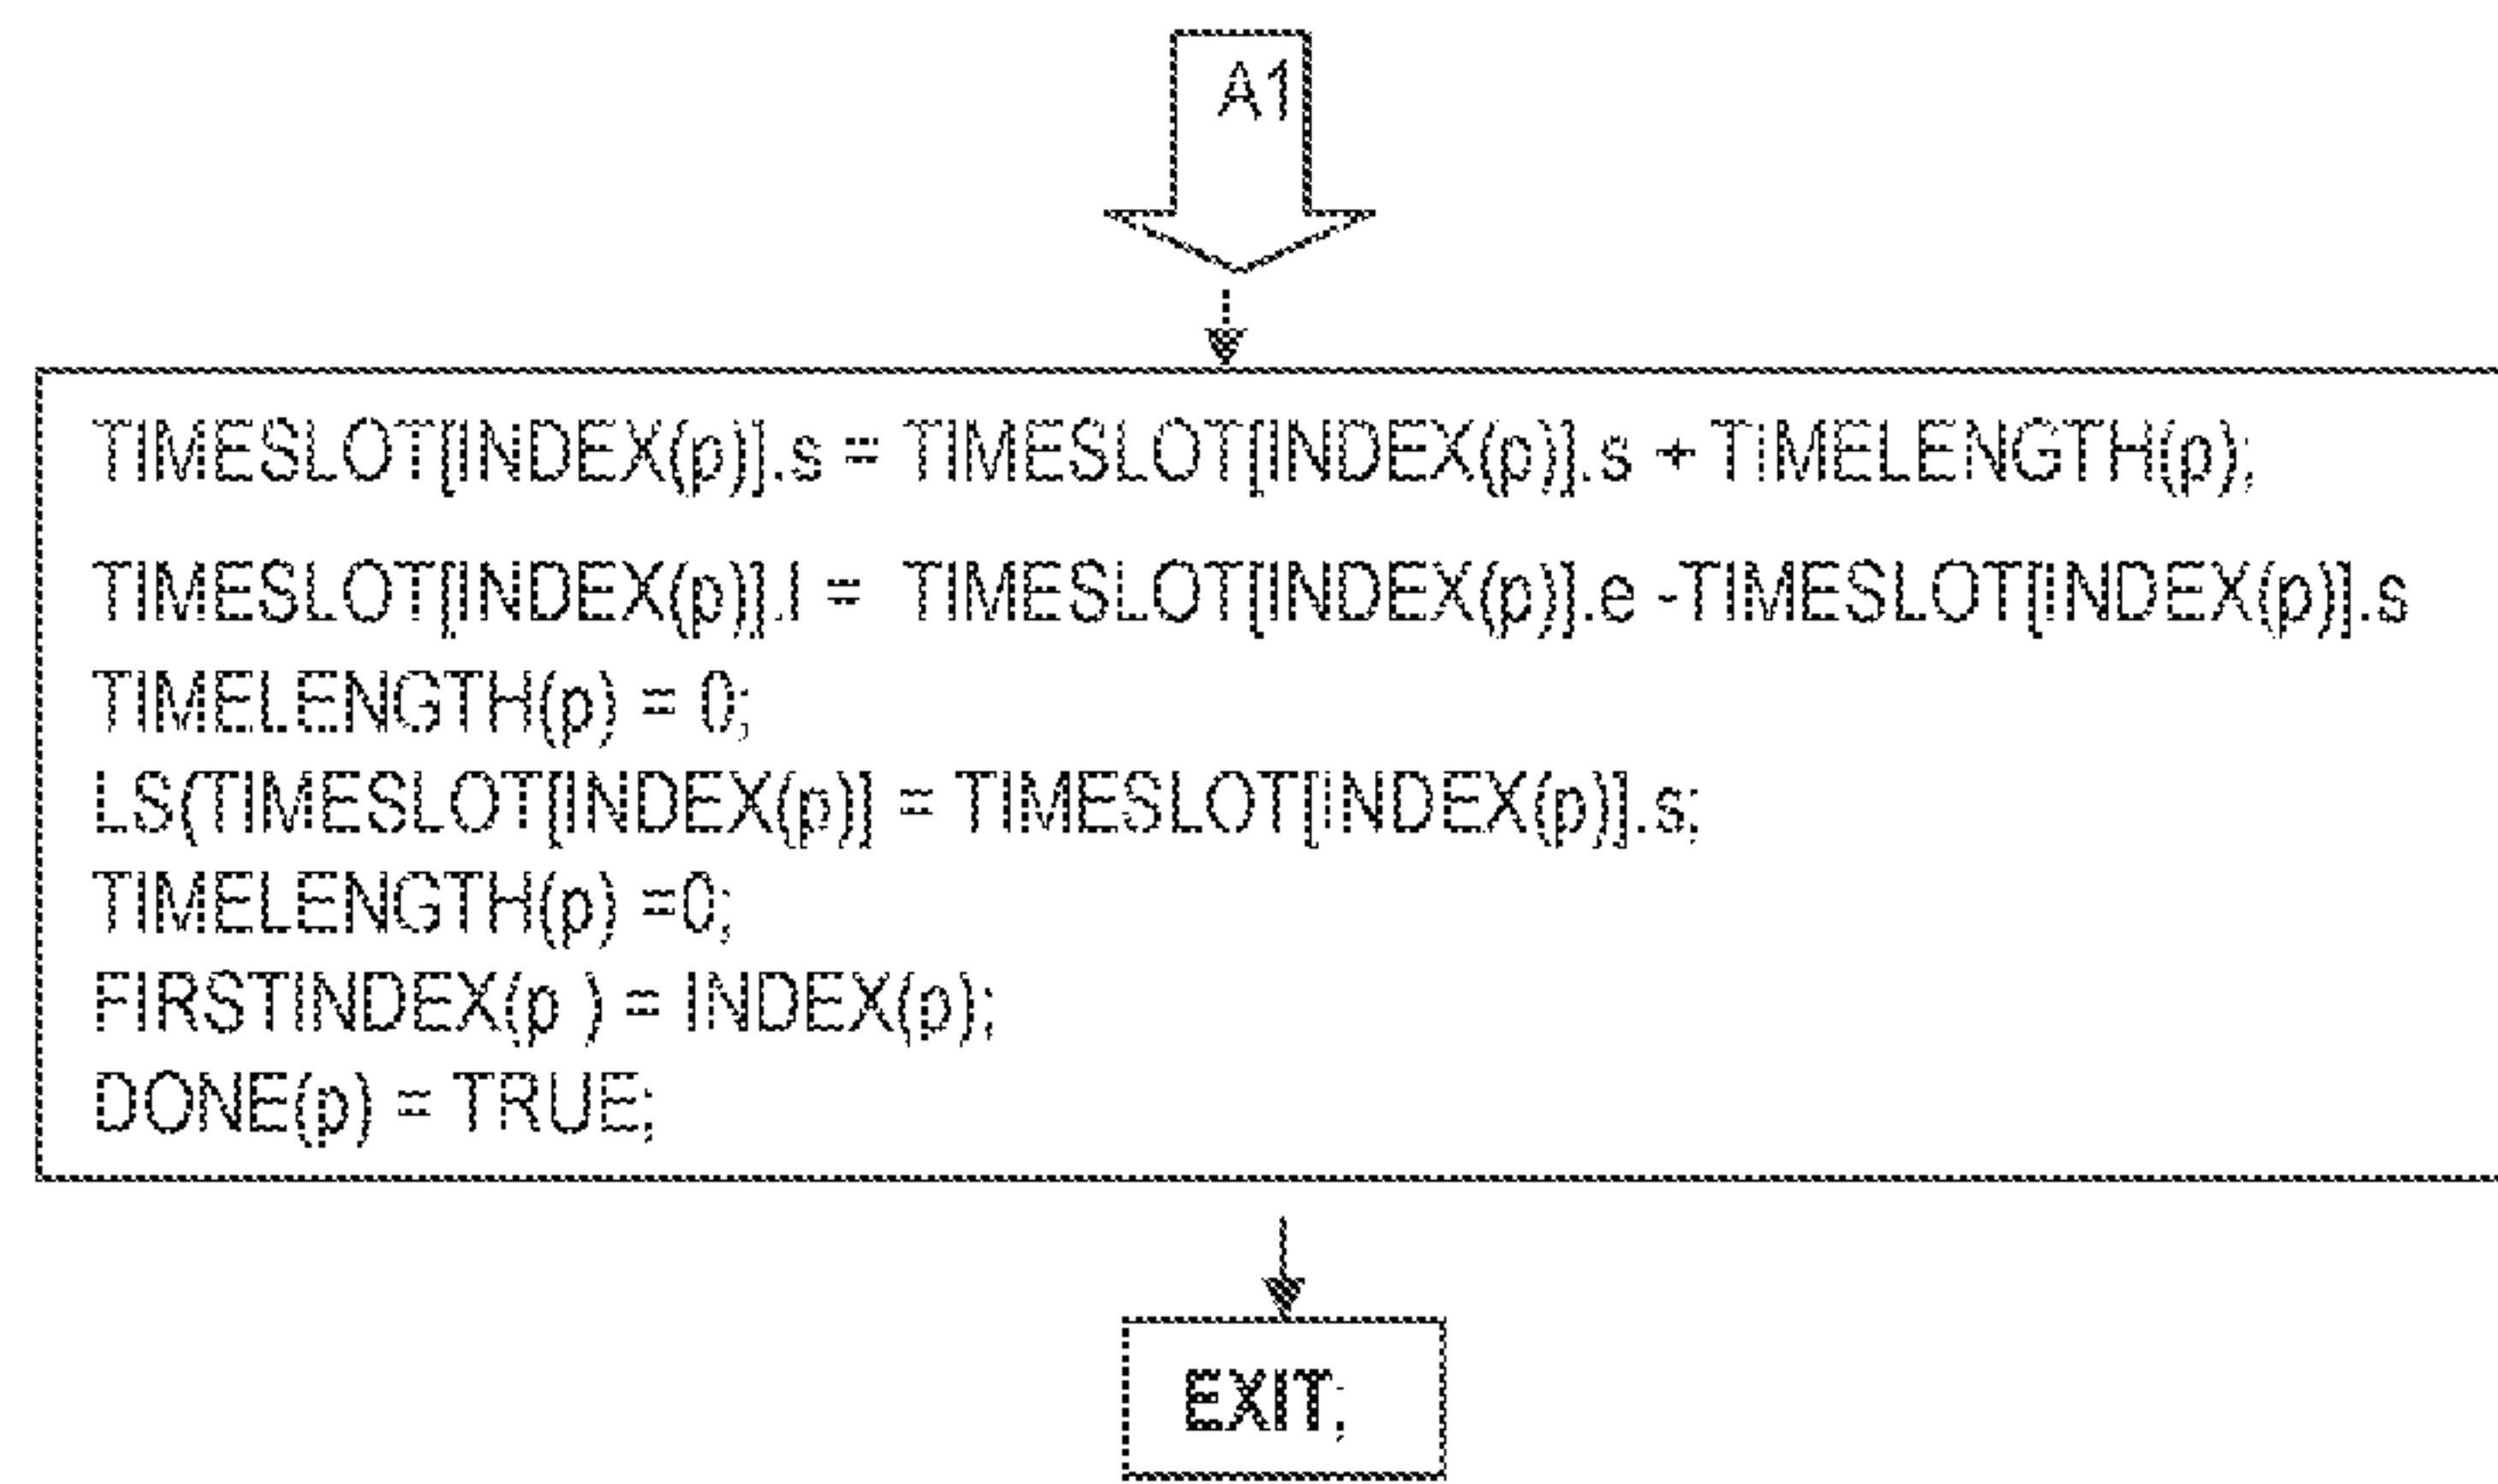 A1
TIMESLOT[INDEX(p)].s = TIMESLOT[INDEX(p)].s + TIMELENGTH(p);
TIMESLOT[INDEX(p)].l = TIMESLOT[INDEX(p)].e -TIMESLOT[INDEX(p)].s
TIMELENGTH(p) = 0;
LS(TIMESLOT[INDEX(p)] = TIMESLOT[INDEX(p)].s;
TIMELENGTH(p) =0;
FIRSTINDEX(p ) = INDEX(p);
DONE(p) = TRUE;
EXIT;